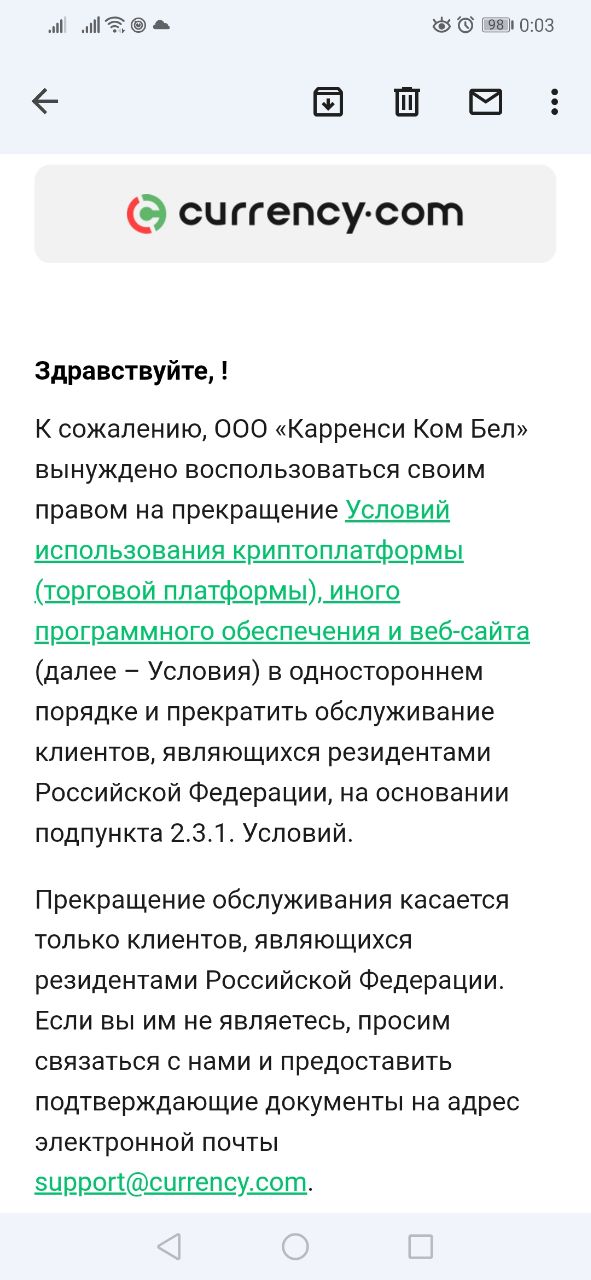 98 0:03
currency.com
Здравствуйте, !
К сожалению, ООО «Карренси Ком Бел»
вынуждено воспользоваться своим
правом на прекращение Условий
использования криптоплатформы
(торговой платформы), иного
программного обеспечения и веб-сайта
(далее – Условия) в одностороннем
порядке и прекратить обслуживание
клиентов, являющихся резидентами
Российской Федерации, на основании
подпункта 2.3.1. Условий.
Прекращение обслуживания касается
только клиентов, являющихся
резидентами Российской Федерации.
Если вы им не являетесь, просим
связаться с нами и предоставить
подтверждающие документы на адрес
электронной почты
support@currency.com.